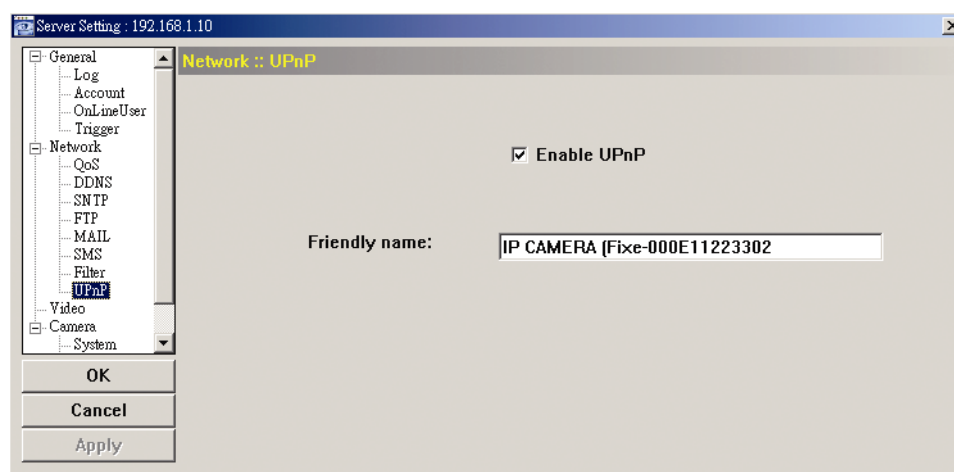 Server Setting : 192.168.1.10
General
Log
Account
OnLineUser
Trigger
Network
QoS
DDNS
SNTP
FTP
MAIL
SMS
Filter
UPnP
Video
Camera
System
OK
Cancel
Apply
Network :: UPnP
Enable UPnP
Friendly name:
IP CAMERA (Fixe-000E11223302